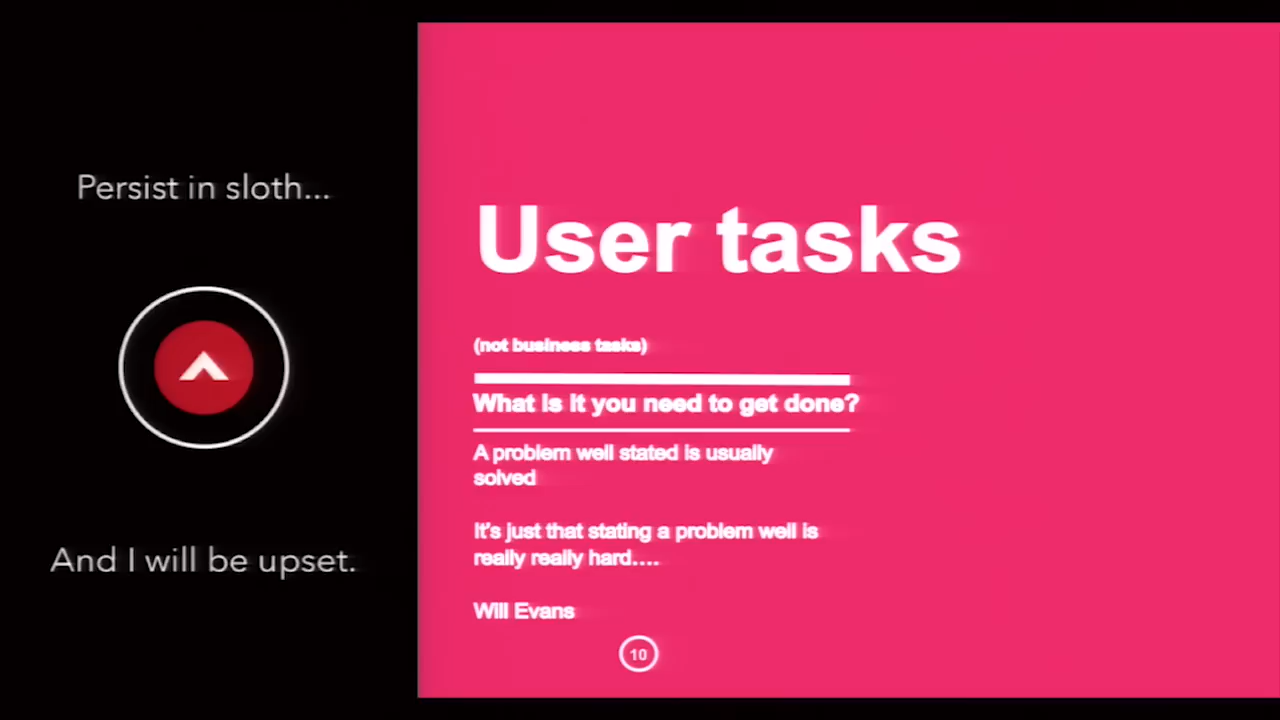 Persist in sloth...
And I will be upset.
User tasks
(not business tasks)
What is it you need to get done?
A problem well stated is usually
solved
It's just that stating a problem well is
really really hard....
Will Evans
10